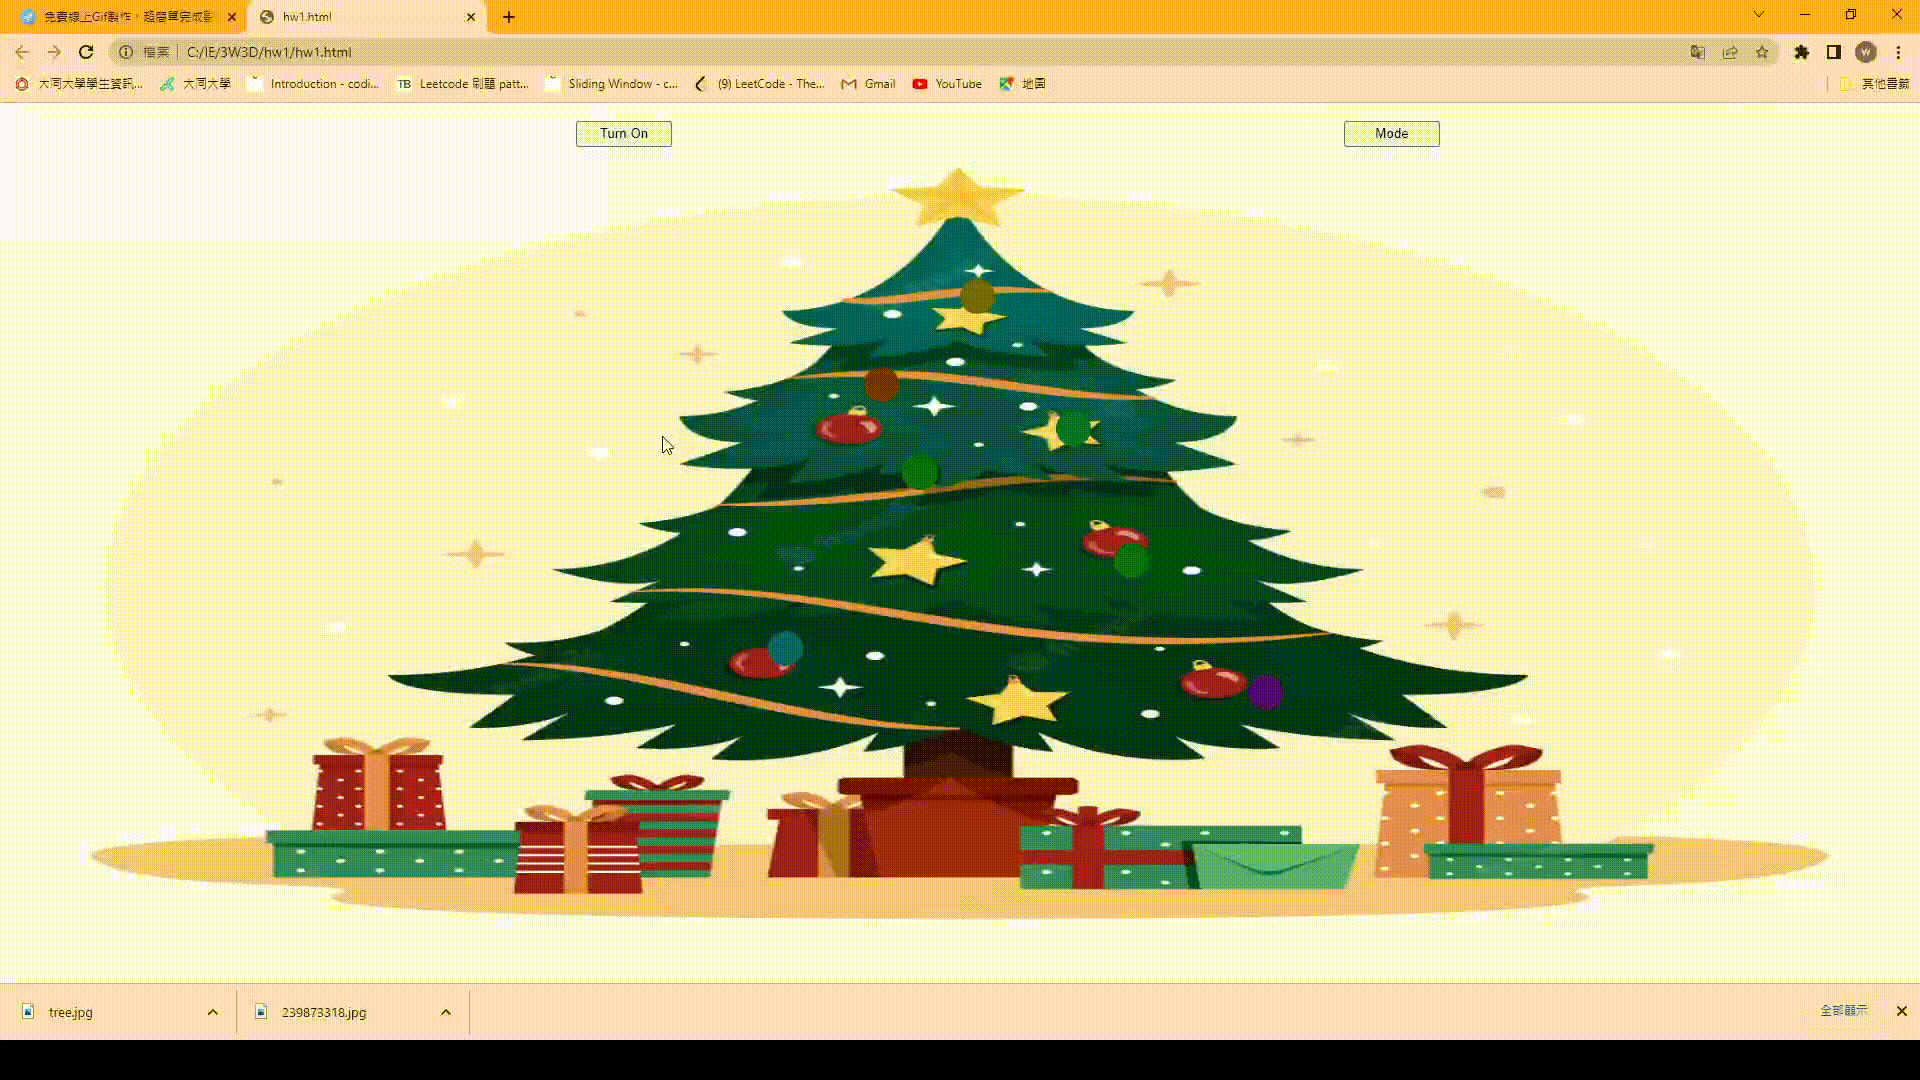 免費線上Gif製作，超簡單完成
hw1.html
檔案 C:/IE/3W3D/hw1/hw1.html
W
大同大學學生資訊... 大同大學 Introduction - codi... TB Leetcode 刷題 patt... Sliding Window - c... (9) LeetCode - The... Gmail YouTube 地圖 其他書籤
Turn On Mode
tree.jpg 239873318.jpg 全部顯示